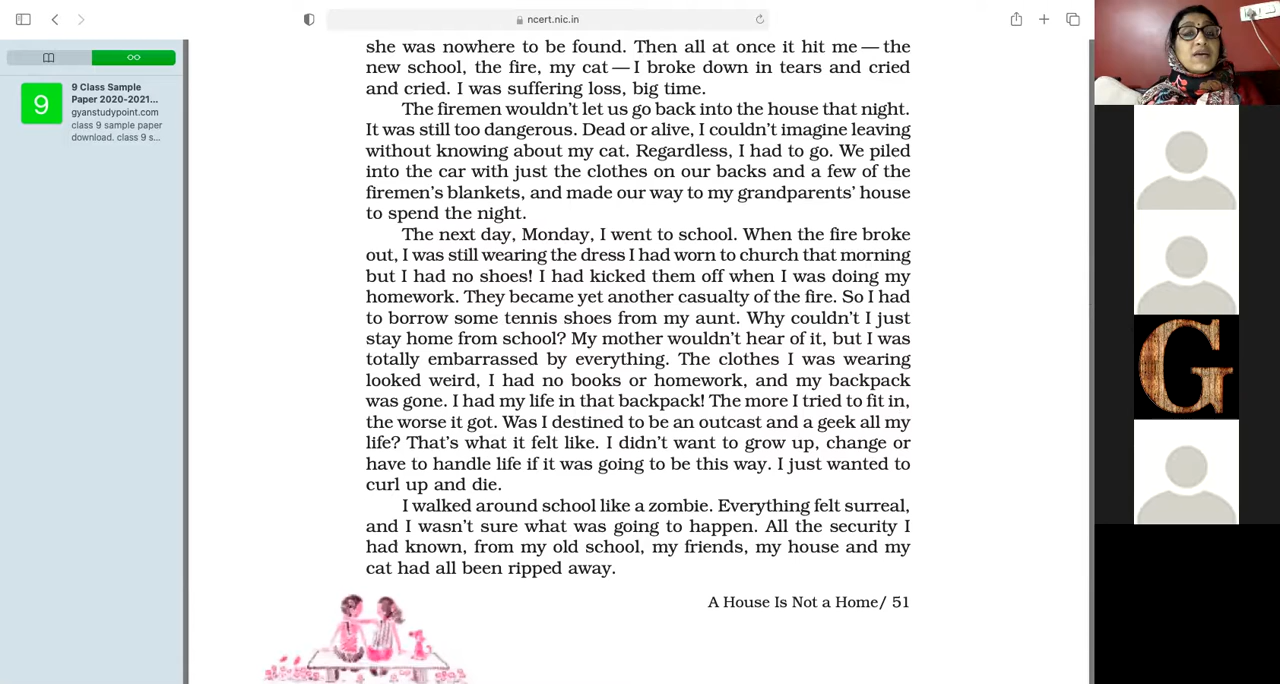 ncert.nic.in
9
9 Class Sample
Paper 2020-2021...
gyanstudypoint.com
class 9 sample paper
download. class 9 s...
she was nowhere to be found. Then all at once it hit me — the
new school, the fire, my cat — I broke down in tears and cried
and cried. I was suffering loss, big time.
The firemen wouldn't let us go back into the house that night.
It was still too dangerous. Dead or alive, I couldn't imagine leaving
without knowing about my cat. Regardless, I had to go. We piled
into the car with just the clothes on our backs and a few of the
firemen's blankets, and made our way to my grandparents' house
to spend the night.
The next day, Monday, I went to school. When the fire broke
out, I was still wearing the dress I had worn to church that morning
but I had no shoes! I had kicked them off when I was doing my
homework. They became yet another casualty of the fire. So I had
to borrow some tennis shoes from my aunt. Why couldn't I just
stay home from school? My mother wouldn't hear of it, but I was
totally embarrassed by everything. The clothes I was wearing
looked weird, I had no books or homework, and my backpack
was gone. I had my life in that backpack! The more I tried to fit in,
the worse it got. Was I destined to be an outcast and a geek all my
life? That's what it felt like. I didn't want to grow up, change or
have to handle life if it was going to be this way. I just wanted to
curl up and die.
I walked around school like a zombie. Everything felt surreal,
and I wasn't sure what was going to happen. All the security I
had known, from my old school, my friends, my house and my
cat had all been ripped away.
A House Is Not a Home/ 51
G